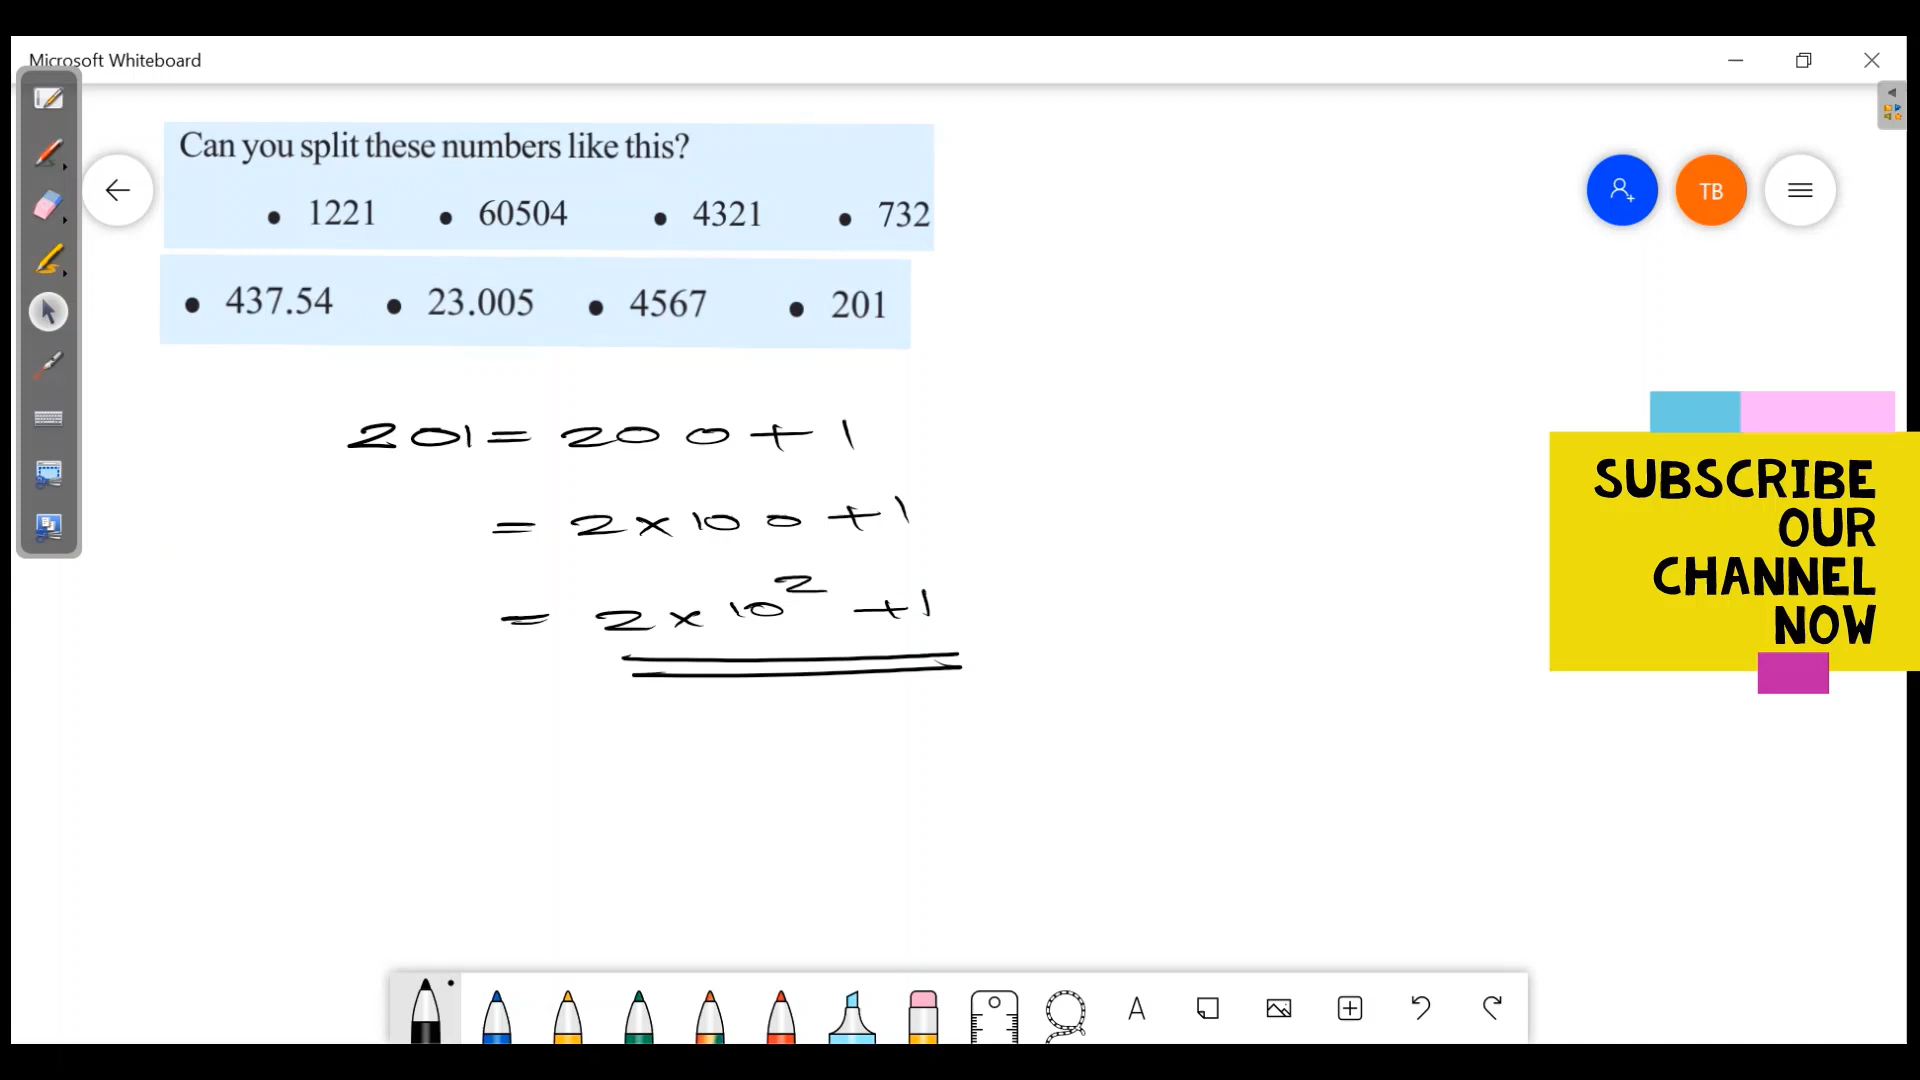 Microsoft Whiteboard
Can you split these numbers like this?
• 1221 • 60504 • 4321 • 732
• 437.54 • 23.005 • 4567 • 201
TB
201 = 200 + 1
= 2 × 100 + 1
= 2 × 10² + 1
SUBSCRIBE
OUR
CHANNEL
NOW
A